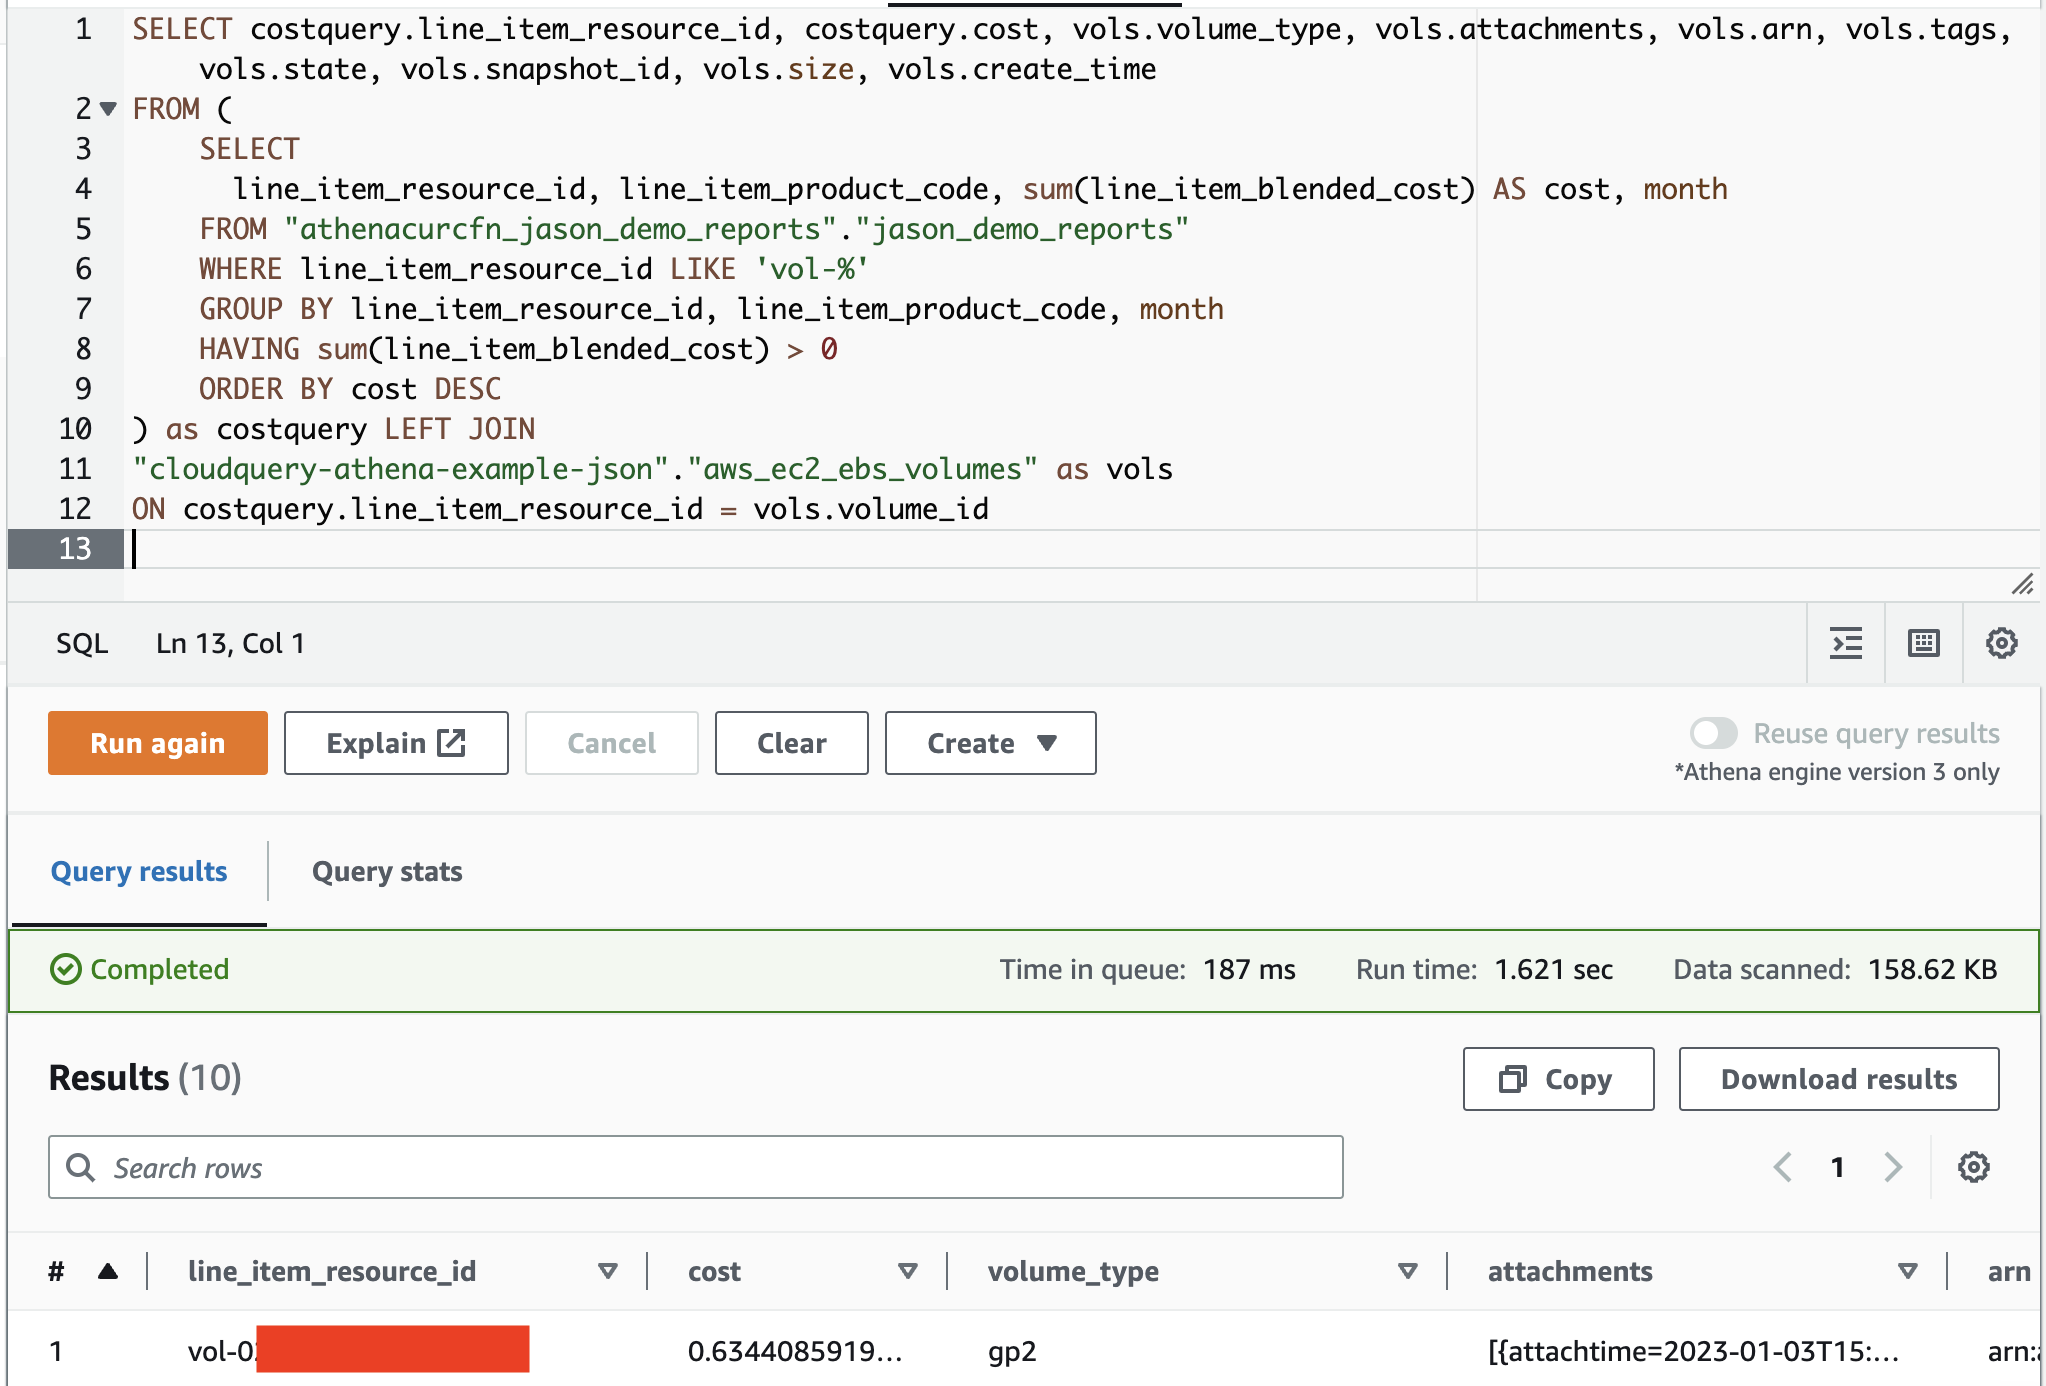 1 SELECT costquery.line_item_resource_id, costquery.cost, vols.volume_type, vols.attachments, vols.arn, vols.tags,
vols.state, vols.snapshot_id, vols.size, vols.create_time
2 FROM (
3 SELECT
4 line_item_resource_id, line_item_product_code, sum(line_item_blended_cost) AS cost, month
5 FROM "athenacurcfn_jason_demo_reports"."jason_demo_reports"
6 WHERE line_item_resource_id LIKE 'vol-%'
7 GROUP BY line_item_resource_id, line_item_product_code, month
8 HAVING sum(line_item_blended_cost) > 0
9 ORDER BY cost DESC
10 ) as costquery LEFT JOIN
11 "cloudquery-athena-example-json"."aws_ec2_ebs_volumes" as vols
12 ON costquery.line_item_resource_id = vols.volume_id
13
SQL Ln 13, Col 1
Run again Explain Cancel Clear Create Reuse query results
*Athena engine version 3 only
Query results Query stats
Completed Time in queue: 187 ms Run time: 1.621 sec Data scanned: 158.62 KB
Results (10) Copy Download results
Search rows 1
# line_item_resource_id cost volume_type attachments arn
1 vol-0 0.6344085919... gp2 [{attachtime=2023-01-03T15:... arn: